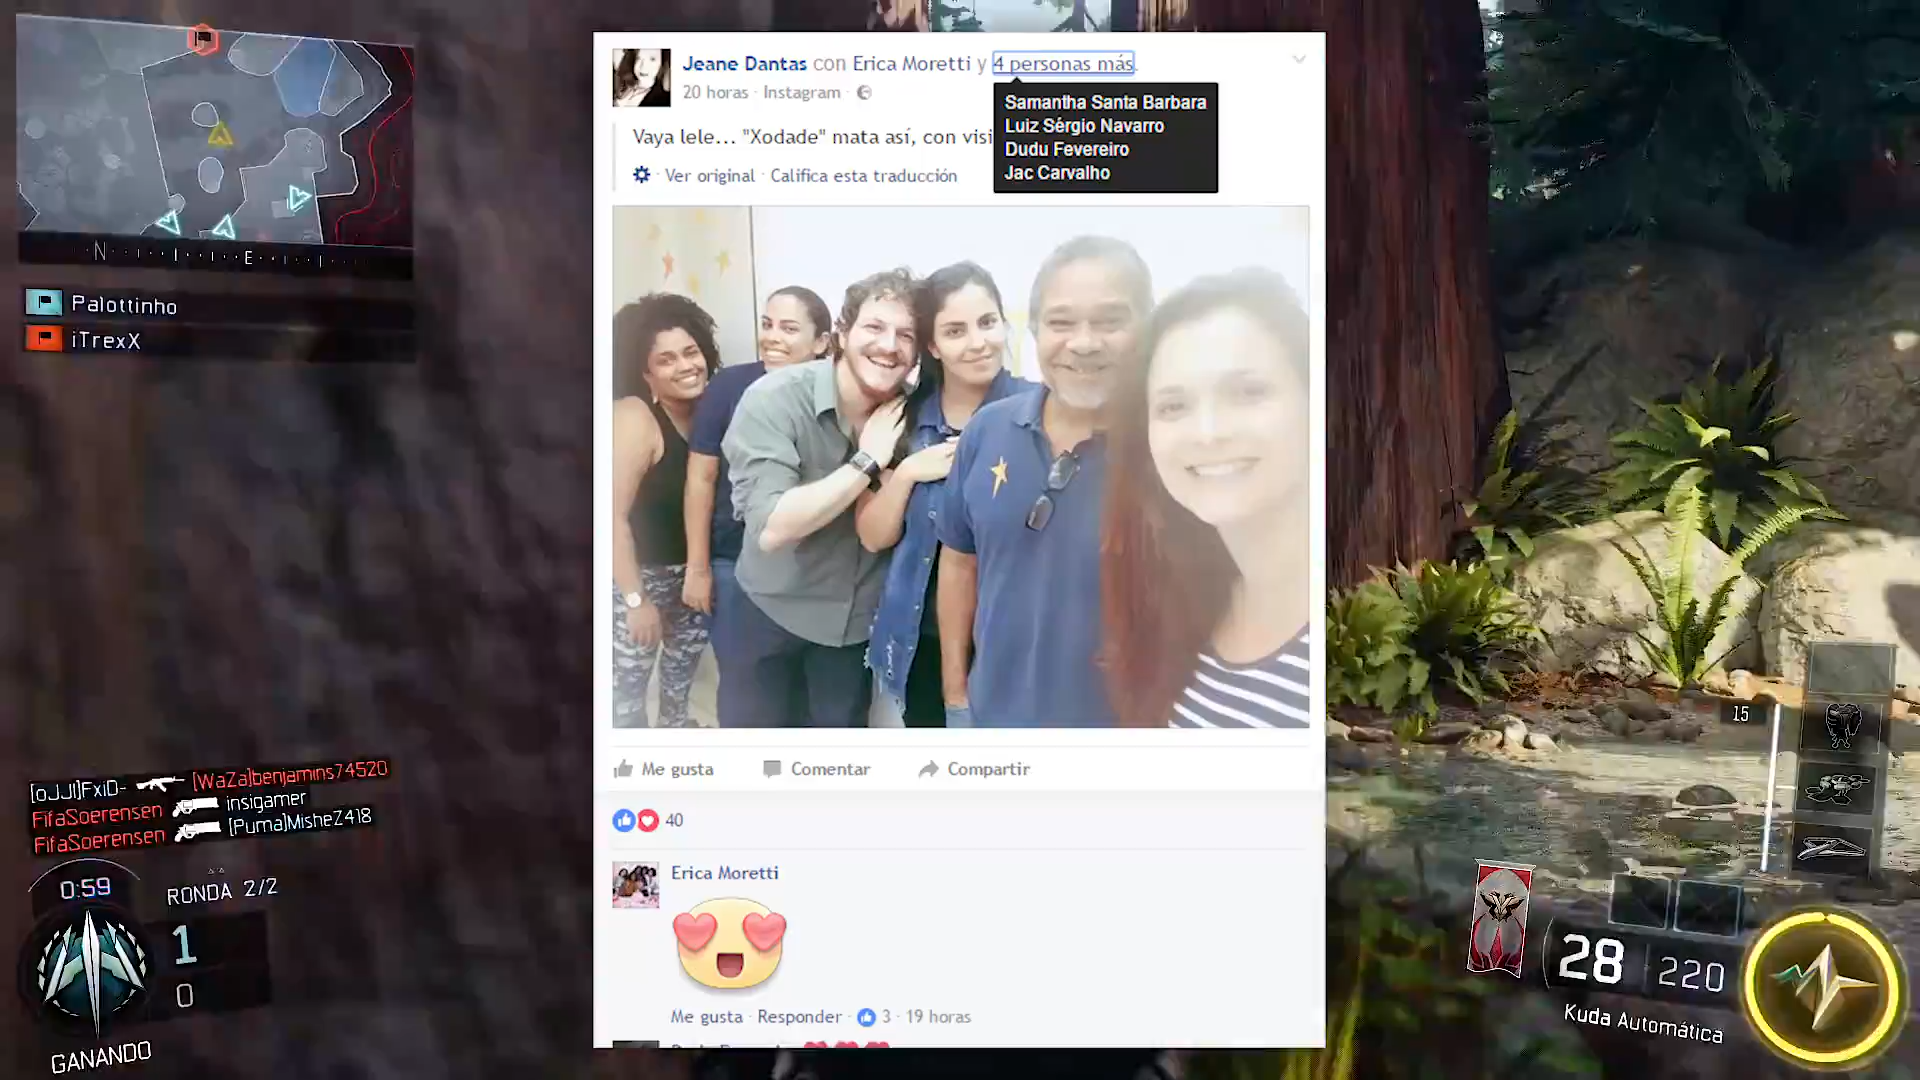 Jeane Dantas con Erica Moretti y 4 personas más.
20 horas · Instagram ·
Samantha Santa Barbara
Luiz Sérgio Navarro
Dudu Fevereiro
Jac Carvalho
Vaya lele... "Xodade" mata así, con visi
· Ver original · Califica esta traducción
Me gusta Comentar Compartir
40
Erica Moretti
Me gusta · Responder · 3 · 19 horas
N E
Palottinho
iTrexX
[oJJI]FxiD- [WaZa]benjamins74520
FifaSoerensen insigamer
FifaSoerensen [Puma]MisheZ418
0:59
RONDA 2/2
1
0
GANANDO
15
28 220
Kuda Automática